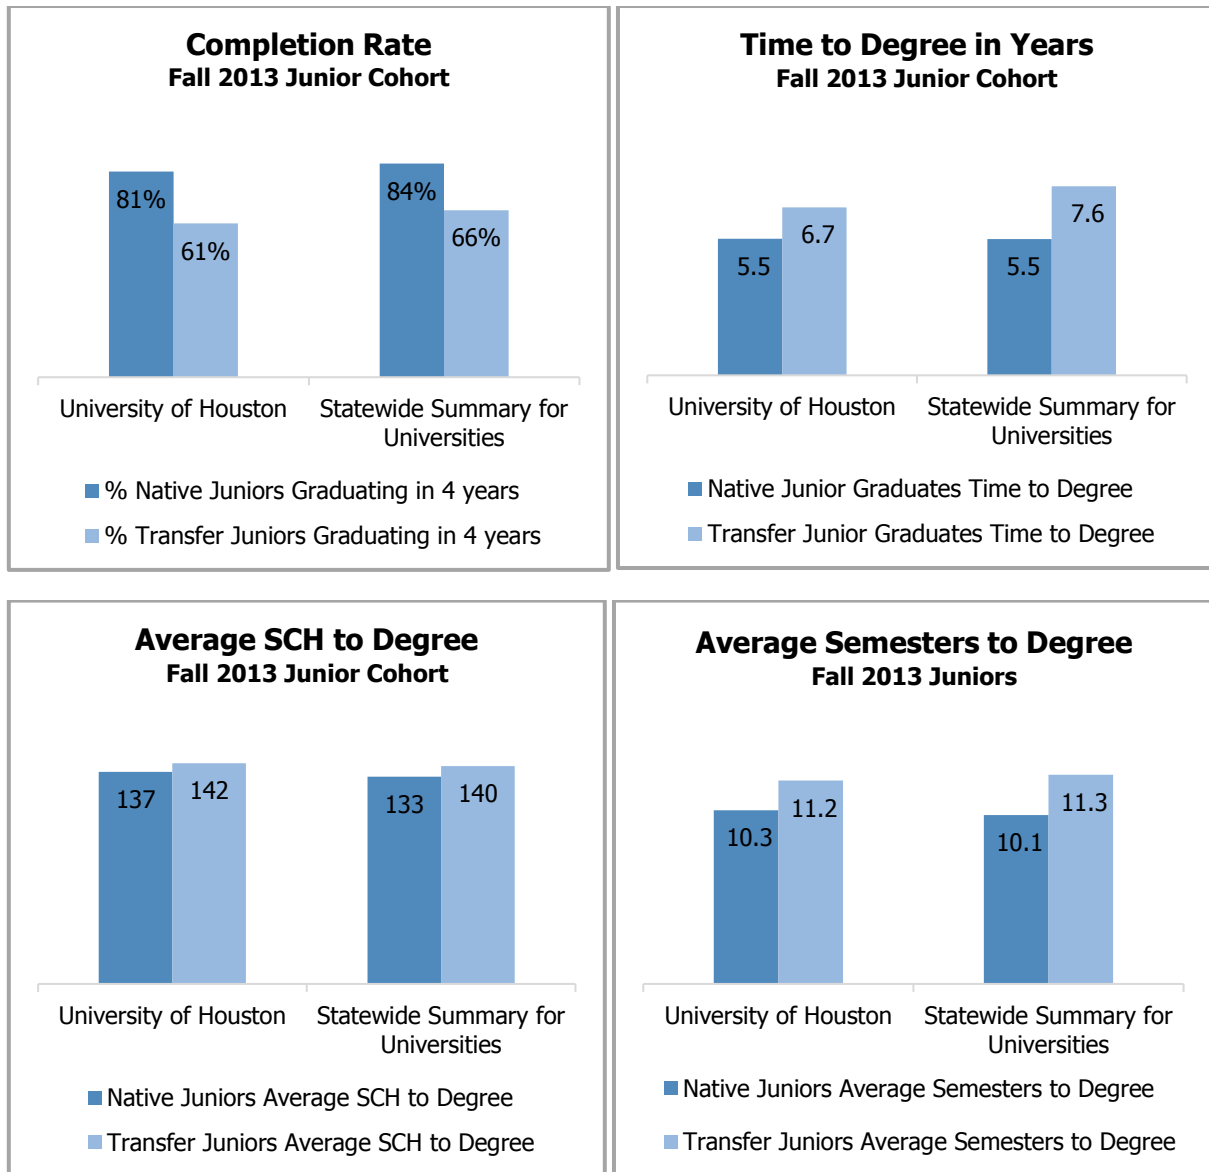 Completion Rate
Fall 2013 Junior Cohort
81%
61%
84%
66%
University of Houston
Statewide Summary for
Universities
% Native Juniors Graduating in 4 years
% Transfer Juniors Graduating in 4 years
Time to Degree in Years
Fall 2013 Junior Cohort
5.5
6.7
5.5
7.6
University of Houston
Statewide Summary for
Universities
Native Junior Graduates Time to Degree
Transfer Junior Graduates Time to Degree
Average SCH to Degree
Fall 2013 Junior Cohort
137
142
133
140
University of Houston
Statewide Summary for
Universities
Native Juniors Average SCH to Degree
Transfer Juniors Average SCH to Degree
Average Semesters to Degree
Fall 2013 Juniors
10.3
11.2
10.1
11.3
University of Houston
Statewide Summary for
Universities
Native Juniors Average Semesters to Degree
Transfer Juniors Average Semesters to Degree